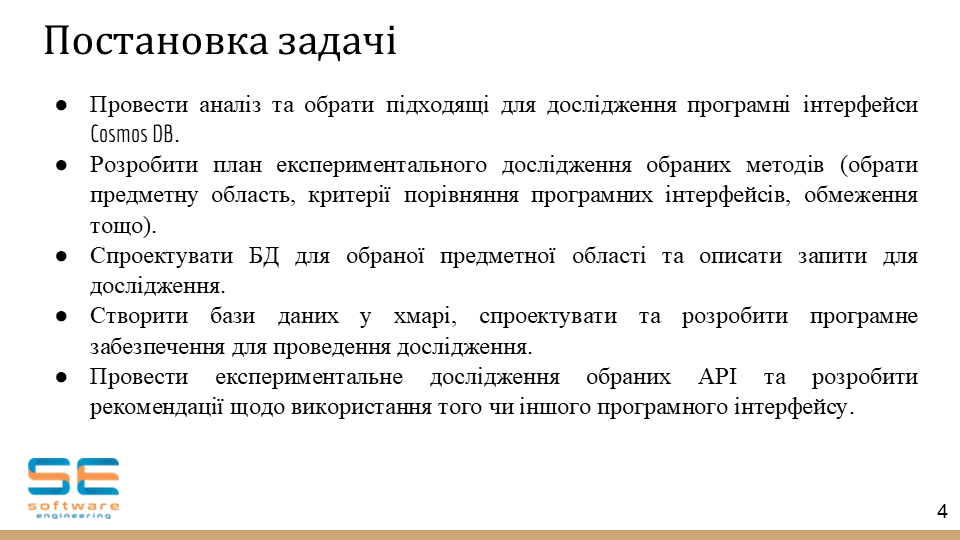 Постановка задачі
● Провести аналіз та обрати підходящі для дослідження програмні інтерфейси
Cosmos DB.
● Розробити план експериментального дослідження обраних методів (обрати
предметну область, критерії порівняння програмних інтерфейсів, обмеження
тощо).
● Спроектувати БД для обраної предметної області та описати запити для
дослідження.
● Створити бази даних у хмарі, спроектувати та розробити програмне
забезпечення для проведення дослідження.
● Провести експериментальне дослідження обраних API та розробити
рекомендації щодо використання того чи іншого програмного інтерфейсу.
SE
software
engineering
4